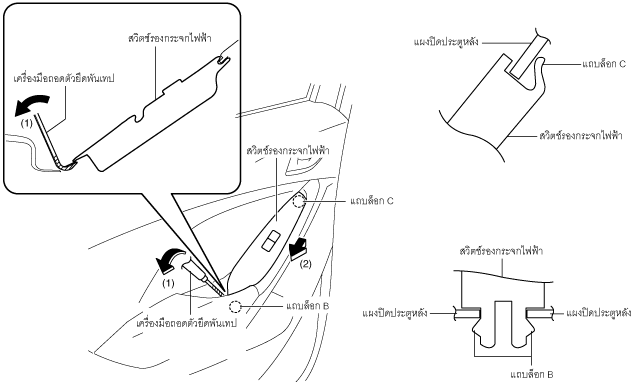 สวิตช์รองกระจกไฟฟ้า
เครื่องมือถอดตัวยึดพันเทป
(1)
สวิตช์รองกระจกไฟฟ้า
แถบล็อก C
(2)
(1)
แถบล็อก B
เครื่องมือถอดตัวยึดพันเทป
แผงปิดประตูหลัง
แถบล็อก C
สวิตช์รองกระจกไฟฟ้า
สวิตช์รองกระจกไฟฟ้า
แผงปิดประตูหลัง
แผงปิดประตูหลัง
แถบล็อก B